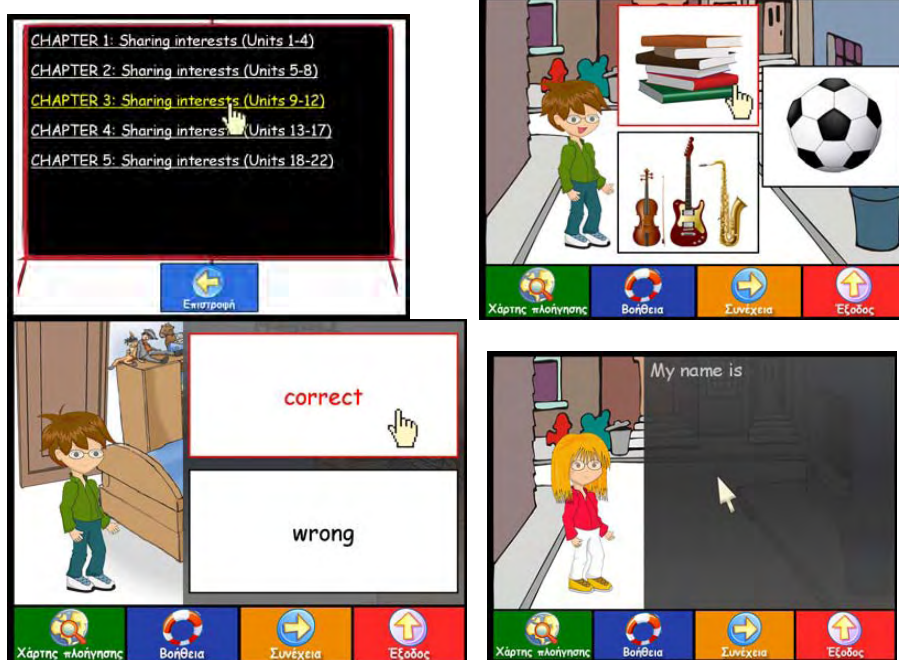 CHAPTER 1: Sharing interests (Units 1-4)
CHAPTER 2: Sharing interests (Units 5-8)
CHAPTER 3: Sharing interests (Units 9-12)
CHAPTER 4: Sharing interes (Units 13-17)
CHAPTER 5: Sharing interests (Units 18-22)
Επιστροφή
Χάρτης πλοήγησης Βοήθεια Συνέχεια Έξοδος
correct
wrong
Χάρτης πλοήγησης Βοήθεια Συνέχεια Έξοδος
My name is
Χάρτης πλοήγησης Βοήθεια Συνέχεια Έξοδος